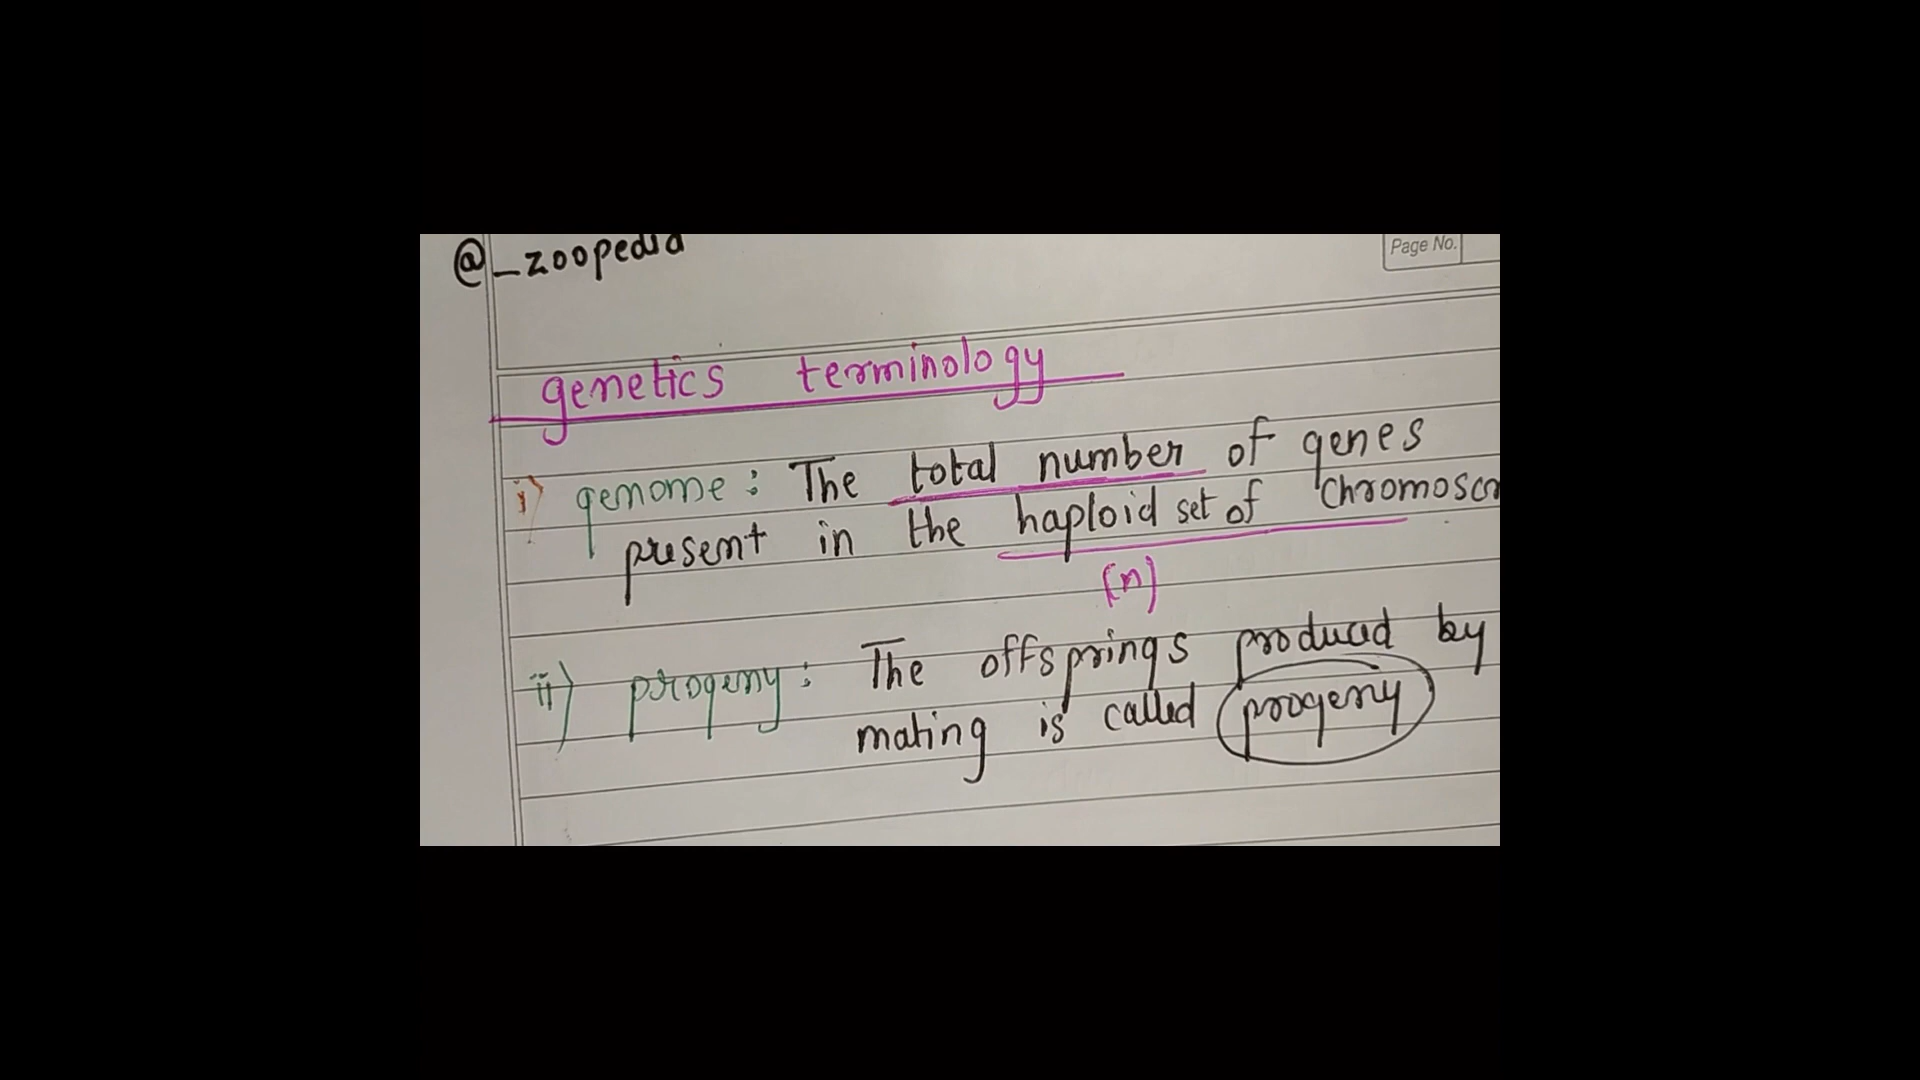 @_zoopedia
Page No.
genetics terminology
i) genome : The total number of genes
present in the haploid set of chromosom
(n)
ii) progeny : The offsprings produced by
mating is called progeny